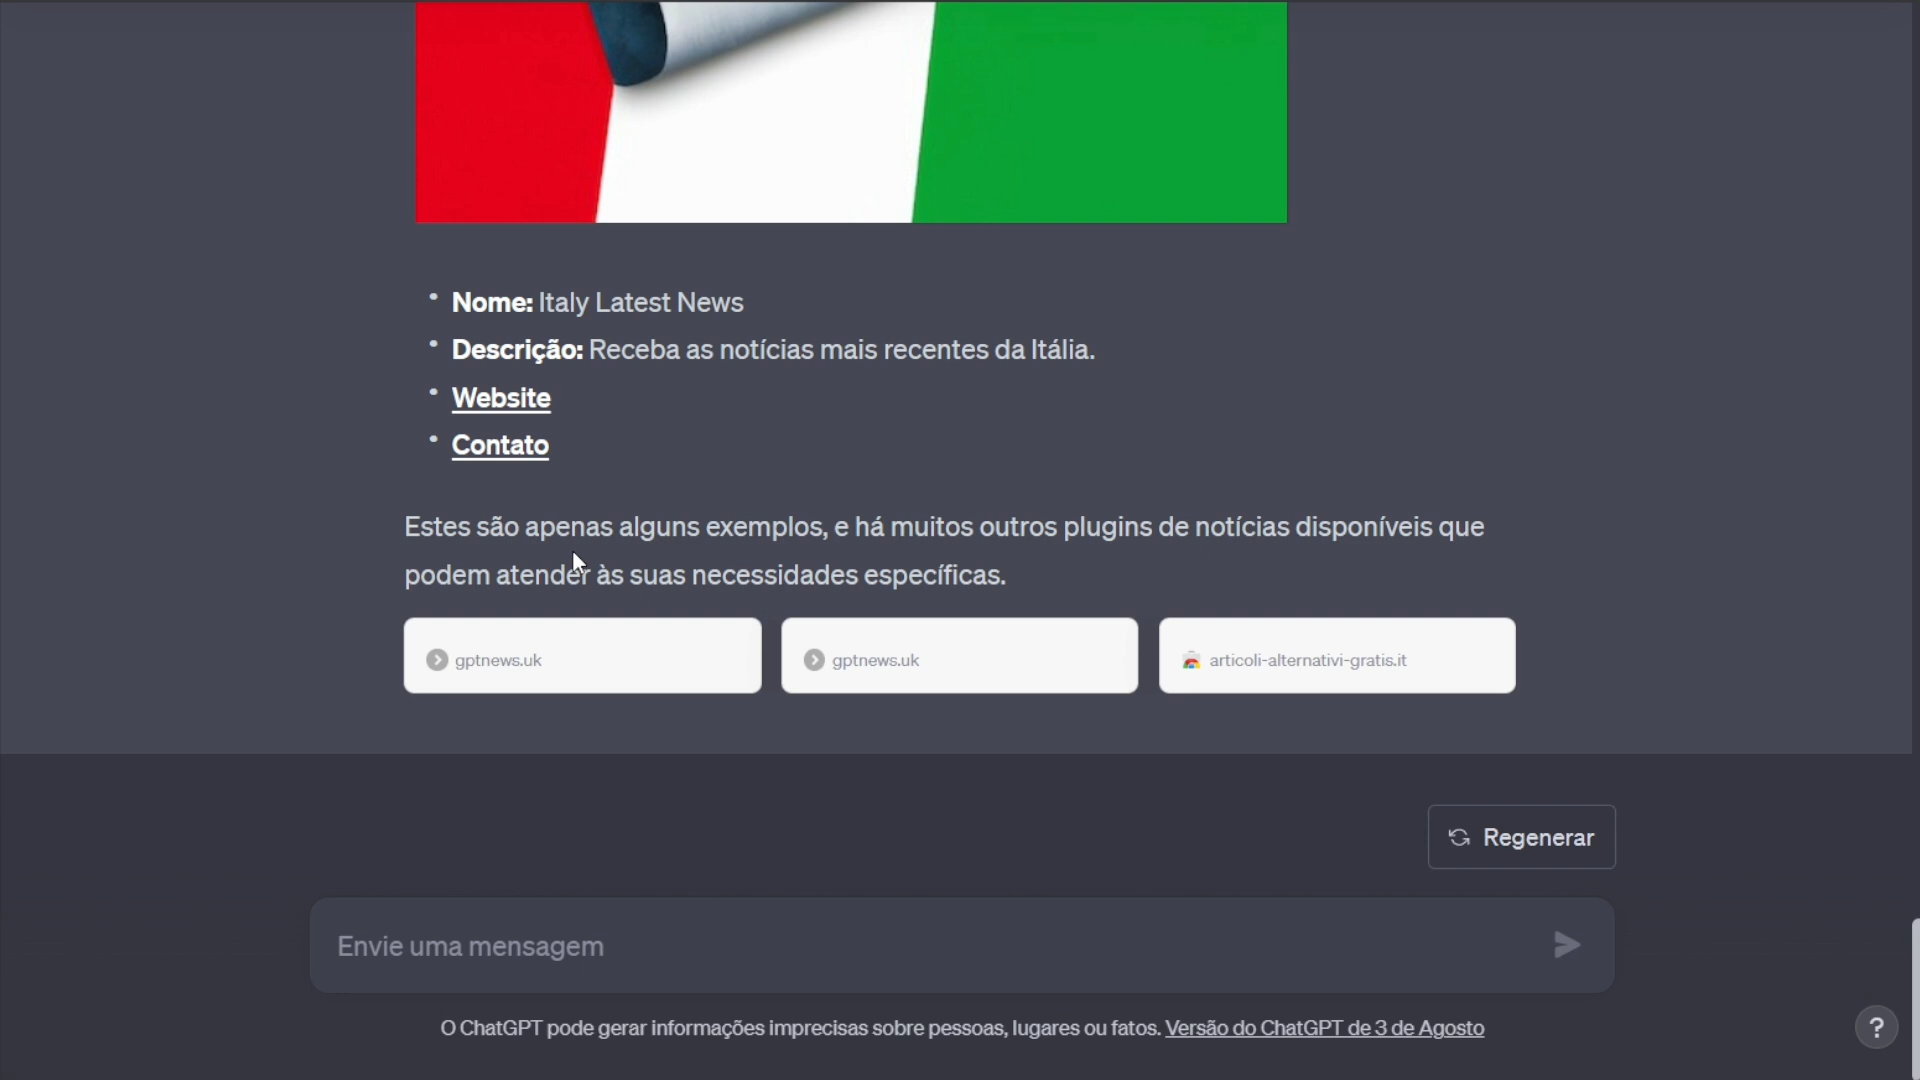 Nome: Italy Latest News
Descrição: Receba as notícias mais recentes da Itália.
Website
Contato
Estes são apenas alguns exemplos, e há muitos outros plugins de notícias disponíveis que
podem atender às suas necessidades específicas.
gptnews.uk
gptnews.uk
articoli-alternativi-gratis.it
Regenerar
Envie uma mensagem
O ChatGPT pode gerar informações imprecisas sobre pessoas, lugares ou fatos. Versão do ChatGPT de 3 de Agosto
?